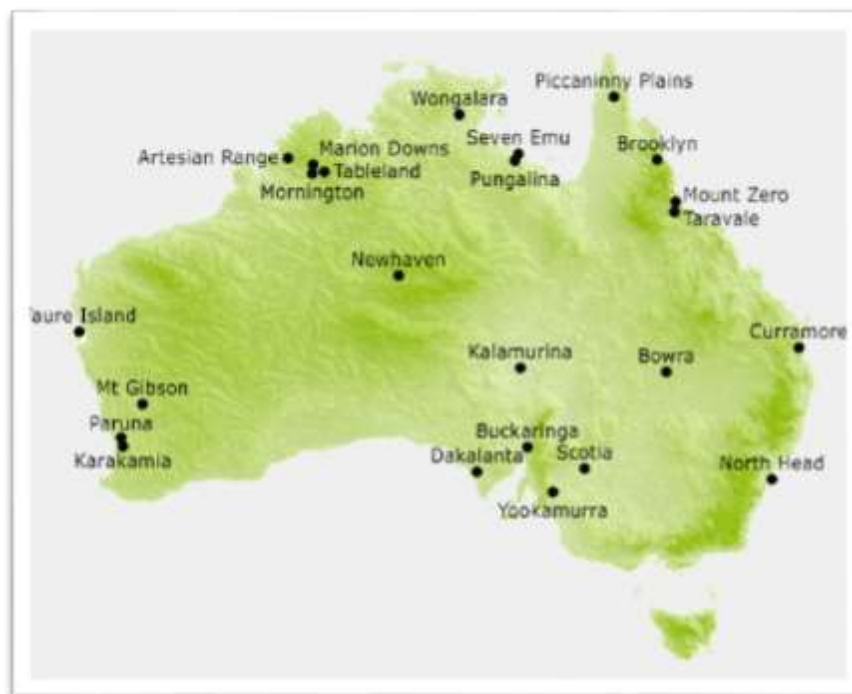 Piccaninny Plains
Wongalara
Seven Emu
Marion Downs
Artesian Range
Tableland
Brooklyn
Pungalina
Mornington
Mount Zero
Taravale
Newhaven
aure Island
Curramore
Kalamurina
Bowra
Mt Gibson
Paruna
Buckaringa
Karakamia
Dakalanta
Scotia
North Head
Yookamurra